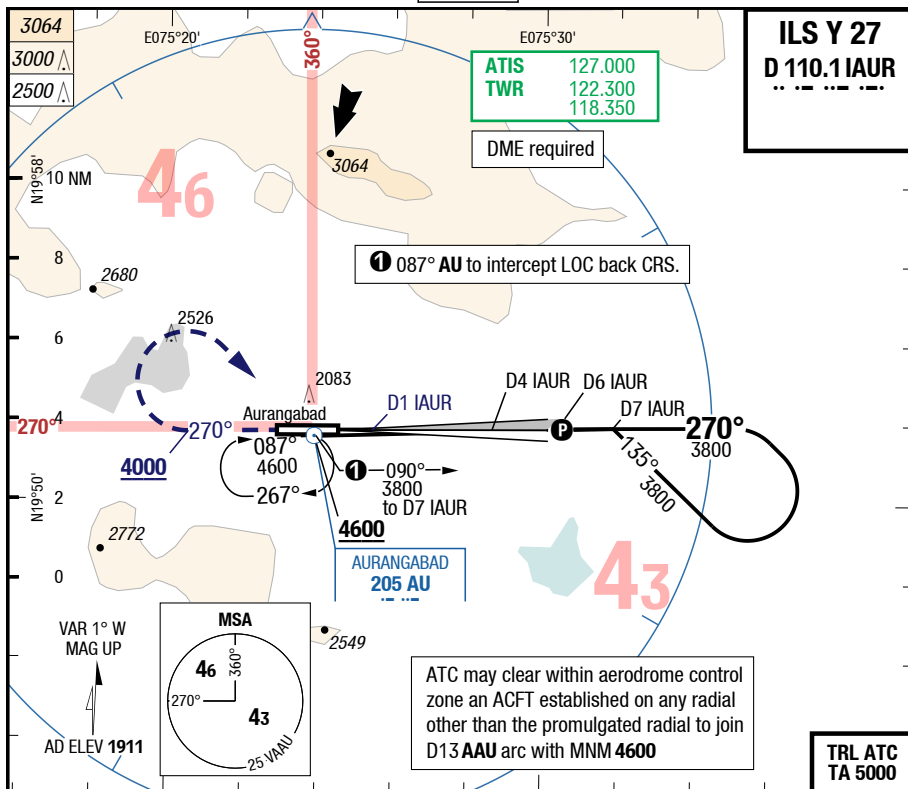 3064
3000
2500
E075°20'
360°
E075°30'
ATIS 127.000
TWR 122.300
118.350
ILS Y 27
D 110.1 IAUR
DME required
3064
N19°58'
10 NM
46
8
❶ 087° AU to intercept LOC back CRS.
2680
6
2526
2083
D4 IAUR
D6 IAUR
D1 IAUR
D7 IAUR
4
Aurangabad
270°
270°
P
270°
3800
087°
4600
4000
❶ 090°
3800
to D7 IAUR
135°
3800
267°
N19°50'
2
4600
2772
0
AURANGABAD
205 AU
43
2549
VAR 1° W
MAG UP
AD ELEV 1911
MSA
46
360°
270°
43
25 VAAU
ATC may clear within aerodrome control
zone an ACFT established on any radial
other than the promulgated radial to join
D13 AAU arc with MNM 4600
TRL ATC
TA 5000